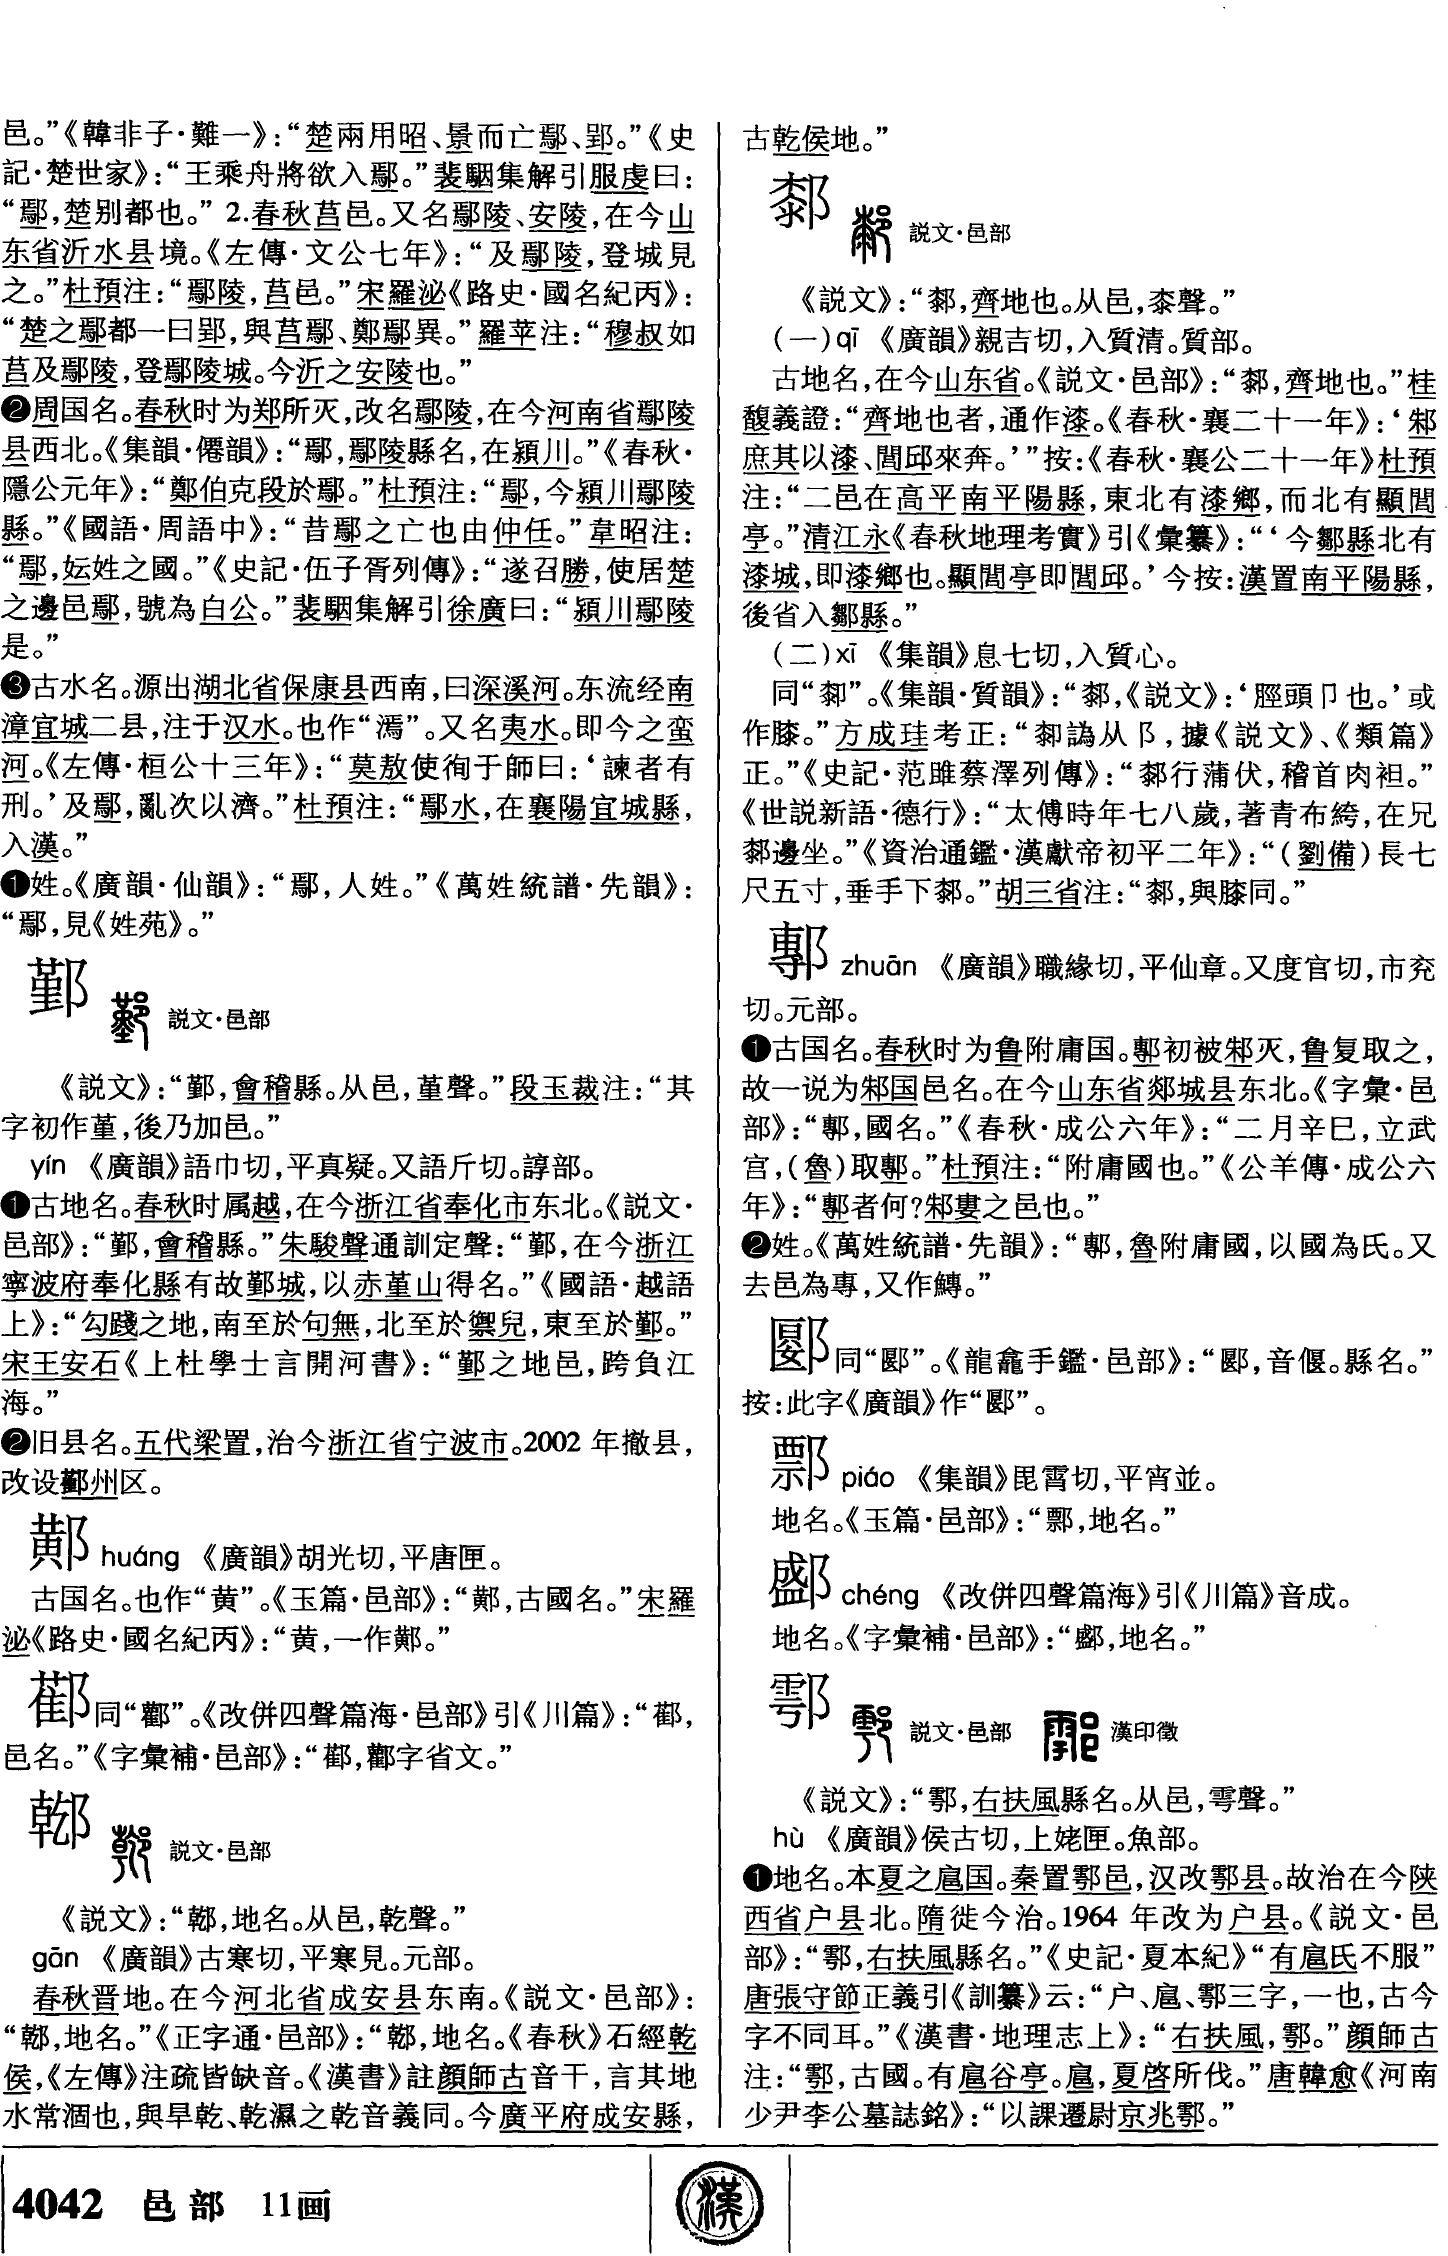 邑。”《韓非子·難一》：“楚兩用昭、景而亡鄢、郢。”《史
記·楚世家》：“王乘舟將欲入鄢。”裴駰集解引服虔曰：
“鄢，楚别都也。” 2.春秋莒邑。又名鄢陵、安陵，在今山
东省沂水县境。《左傳·文公七年》：“及鄢陵，登城見
之。”杜預注：“鄢陵，莒邑。”宋羅泌《路史·國名紀丙》：
“楚之鄢都一曰郢，與莒鄢、鄭鄢異。”羅苹注：“穆叔如
莒及鄢陵，登鄢陵城。今沂之安陵也。”
❷周国名。春秋时为郑所灭，改名鄢陵，在今河南省鄢陵
县西北。《集韻·僊韻》：“鄢，鄢陵縣名，在潁川。”《春秋·
隱公元年》：“鄭伯克段於鄢。”杜預注：“鄢，今潁川鄢陵
縣。”《國語·周語中》：“昔鄢之亡也由仲任。”韋昭注：
“鄢，妘姓之國。”《史記·伍子胥列傳》：“遂召勝，使居楚
之邊邑鄢，號為白公。”裴駰集解引徐廣曰：“潁川鄢陵
是。”
❸古水名。源出湖北省保康县西南，曰深溪河。东流经南
漳宜城二县，注于汉水。也作“漹”。又名夷水。即今之蛮
河。《左傳·桓公十三年》：“莫敖使徇于師曰：‘諫者有
刑。’及鄢，亂次以濟。”杜預注：“鄢水，在襄陽宜城縣，
入漢。”
❶姓。《廣韻·仙韻》：“鄢，人姓。”《萬姓統譜·先韻》：
“鄢，見《姓苑》。”
鄞 説文·邑部
《説文》：“鄞，會稽縣。从邑，堇聲。”段玉裁注：“其
字初作堇，後乃加邑。”
yín 《廣韻》語巾切，平真疑。又語斤切。諄部。
❶古地名。春秋时属越，在今浙江省奉化市东北。《説文·
邑部》：“鄞，會稽縣。”朱駿聲通訓定聲：“鄞，在今浙江
寧波府奉化縣有故鄞城，以赤堇山得名。”《國語·越語
上》：“勾踐之地，南至於句無，北至於禦兒，東至於鄞。”
宋王安石《上杜學士言開河書》：“鄞之地邑，跨負江
海。”
❷旧县名。五代梁置，治今浙江省宁波市。2002 年撤县，
改设鄞州区。
鄿 huáng 《廣韻》胡光切，平唐匣。
古国名。也作“黄”。《玉篇·邑部》：“，古國名。”宋羅
泌《路史·國名紀丙》：“黄，一作。”
同“酄”。《改併四聲篇海·邑部》引《川篇》：“，
邑名。”《字彙補·邑部》：“，酄字省文。”
説文·邑部
《説文》：“，地名。从邑，乾聲。”
gān 《廣韻》古寒切，平寒見。元部。
春秋晋地。在今河北省成安县东南。《説文·邑部》：
“，地名。”《正字通·邑部》：“，地名。《春秋》石經乾
侯，《左傳》注疏皆缺音。《漢書》註顔師古音干，言其地
水常涸也，與旱乾、乾濕之乾音義同。今廣平府成安縣，
古乾侯地。”
郪 説文·邑部
《説文》：“，齊地也。从邑，桼聲。”
(一)qī 《廣韻》親吉切，入質清。質部。
古地名，在今山东省。《説文·邑部》：“，齊地也。”桂
馥義證：“齊地也者，通作漆。《春秋·襄二十一年》：‘邾
庶其以漆、閭邱來奔。’”按：《春秋·襄公二十一年》杜預
注：“二邑在高平南平陽縣，東北有漆鄉，而北有顯閭
亭。”清江永《春秋地理考實》引《彙纂》：“‘今鄒縣北有
漆城，即漆鄉也。顯閭亭即閭邱。’今按：漢置南平陽縣，
後省入鄒縣。”
(二)xī 《集韻》息七切，入質心。
同“厀”。《集韻·質韻》：“，《説文》：‘脛頭卩也。’或
作膝。”方成珪考正：“厀譌从阝，據《説文》、《類篇》
正。”《史記·范雎蔡澤列傳》：“行蒲伏，稽首肉袒。”
《世説新語·德行》：“太傅時年七八歲，著青布絝，在兄
邊坐。”《資治通鑑·漢獻帝初平二年》：“(劉備)長七
尺五寸，垂手下。”胡三省注：“，與膝同。”
鄟 zhuān 《廣韻》職緣切，平仙章。又度官切，市兖
切。元部。
❶古国名。春秋时为鲁附庸国。鄟初被邾灭，鲁复取之，
故一说为邾国邑名。在今山东省郯城县东北。《字彙·邑
部》：“鄟，國名。”《春秋·成公六年》：“二月辛巳，立武
宫，(魯)取鄟。”杜預注：“附庸國也。”《公羊傳·成公六
年》：“鄟者何?邾婁之邑也。”
❷姓。《萬姓統譜·先韻》：“鄟，魯附庸國，以國為氏。又
去邑為專，又作鱄。”
同“郾”。《龍龕手鑑·邑部》：“，音偃。縣名。”
按：此字《廣韻》作“郾”。
鄝 piáo 《集韻》毘霄切，平宵並。
地名。《玉篇·邑部》：“，地名。”
chéng 《改併四聲篇海》引《川篇》音成。
地名。《字彙補·邑部》：“，地名。”
鄠 説文·邑部 漢印徵
《説文》：“鄠，右扶風縣名。从邑，雩聲。”
hù 《廣韻》侯古切，上姥匣。魚部。
❶地名。本夏之扈国。秦置鄠邑，汉改鄠县。故治在今陕
西省户县北。隋徙今治。1964 年改为户县。《説文·邑
部》：“鄠，右扶風縣名。”《史記·夏本紀》“有扈氏不服”
唐張守節正義引《訓纂》云：“户、扈、鄠三字，一也，古今
字不同耳。”《漢書·地理志上》：“右扶風，鄠。”顔師古
注：“鄠，古國。有扈谷亭。扈，夏啓所伐。”唐韓愈《河南
少尹李公墓誌銘》：“以課遷尉京兆鄠。”
4042 邑部 11画
漢